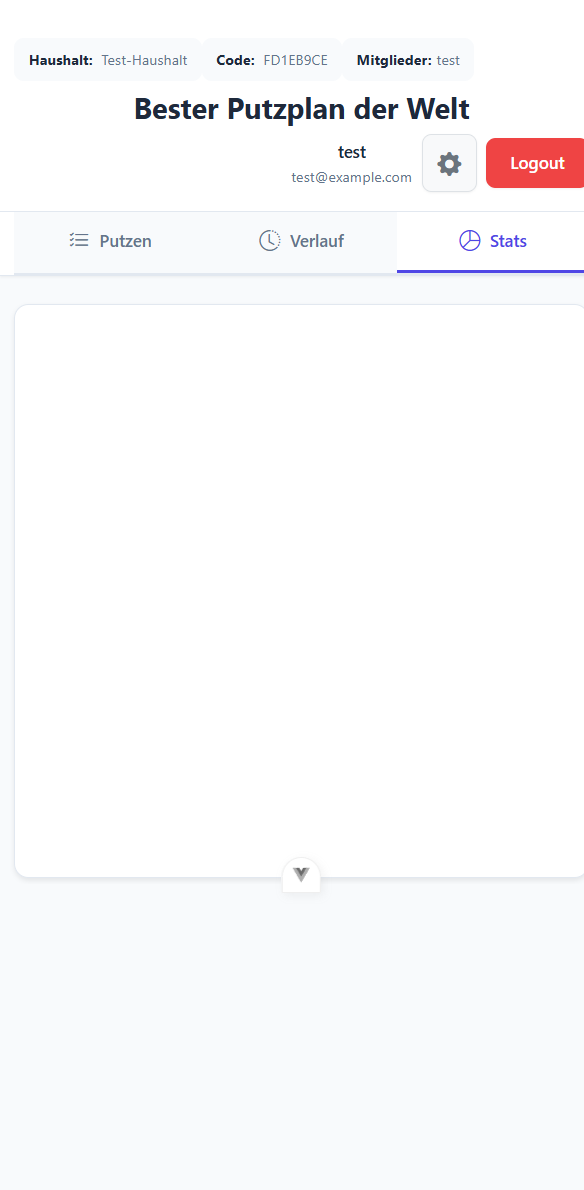 Haushalt: Test-Haushalt Code: FD1EB9CE Mitglieder: test
Bester Putzplan der Welt
test
test@example.com
Logout
Putzen Verlauf Stats